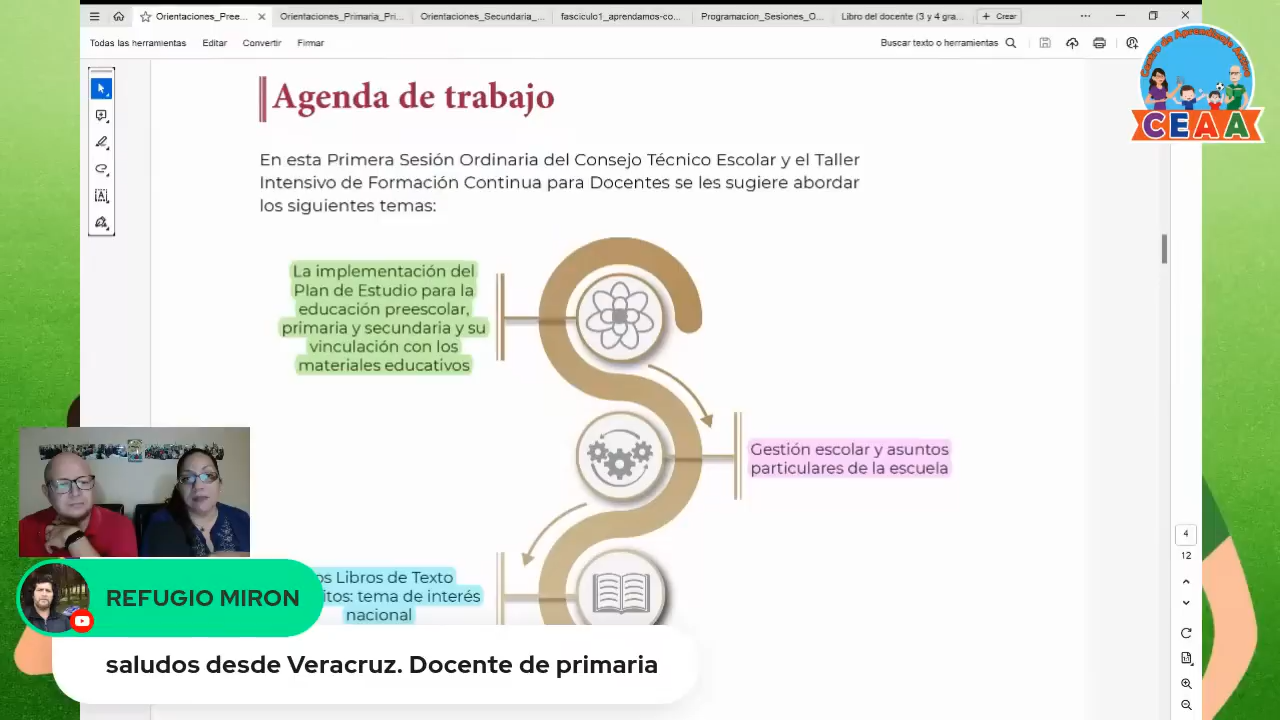 Orientaciones_Pree...
Orientaciones_Primaria_Pri...
Orientaciones_Secundaria_...
fasciculo1_aprendamos-co...
Programacion_Sesiones_O...
Libro del docente (3 y 4 gra...
+ Crear
Todas las herramientas
Editar
Convertir
Firmar
Buscar texto o herramientas
Centro de Aprendizaje Activo
CEAA
Agenda de trabajo
En esta Primera Sesión Ordinaria del Consejo Técnico Escolar y el Taller
Intensivo de Formación Continua para Docentes se les sugiere abordar
los siguientes temas:
La implementación del
Plan de Estudio para la
educación preescolar,
primaria y secundaria y su
vinculación con los
materiales educativos
Gestión escolar y asuntos
particulares de la escuela
os Libros de Texto
itos: tema de interés
nacional
4
12
REFUGIO MIRON
saludos desde Veracruz. Docente de primaria